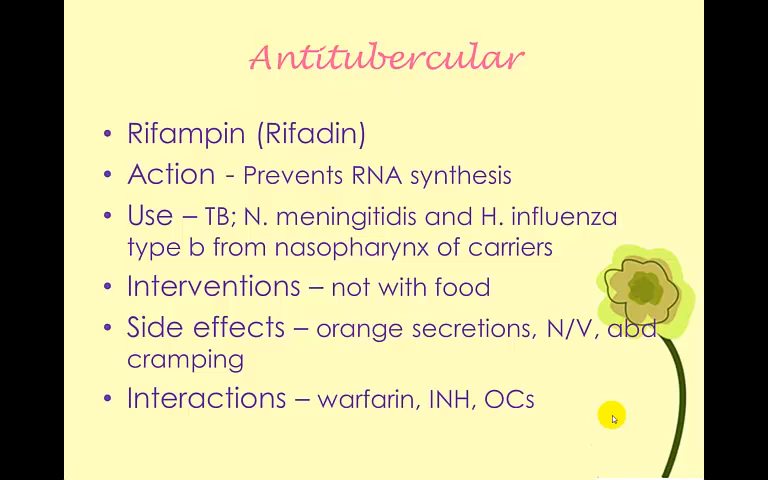 Antitubercular
• Rifampin (Rifadin)
• Action - Prevents RNA synthesis
• Use – TB; N. meningitidis and H. influenza
type b from nasopharynx of carriers
• Interventions – not with food
• Side effects – orange secretions, N/V, abd
cramping
• Interactions – warfarin, INH, OCs